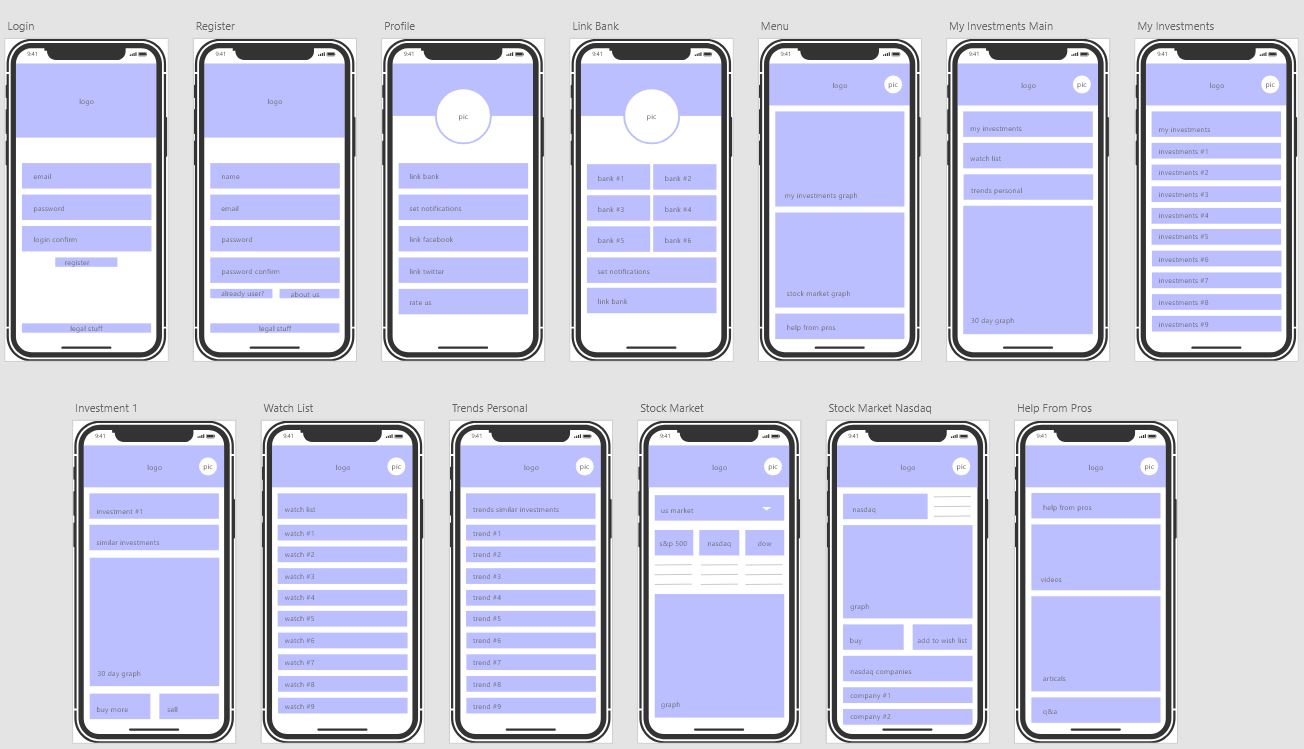 Login
9:41
logo
email
password
login confirm
register
legal stuff
Register
9:41
logo
name
email
password
password confirm
already user? about us
legal stuff
Profile
9:41
pic
link bank
set notifications
link facebook
link twitter
rate us
Link Bank
9:41
pic
bank #1 bank #2
bank #3 bank #4
bank #5 bank #6
set notifications
link bank
Menu
9:41
logo pic
my investments graph
stock market graph
help from pros
My Investments Main
9:41
logo pic
my investments
watch list
trends personal
30 day graph
My Investments
9:41
logo pic
my investments
investments #1
investments #2
investments #3
investments #4
investments #5
investments #6
investments #7
investments #8
investments #9
Investment 1
9:41
logo pic
investment #1
similar investments
30 day graph
buy more sell
Watch List
9:41
logo pic
watch list
watch #1
watch #2
watch #3
watch #4
watch #5
watch #6
watch #7
watch #8
watch #9
Trends Personal
9:41
logo pic
trends similar investments
trend #1
trend #2
trend #3
trend #4
trend #5
trend #6
trend #7
trend #8
trend #9
Stock Market
9:41
logo pic
us market
s&p 500 nasdaq dow
graph
Stock Market Nasdaq
9:41
logo pic
nasdaq
graph
buy add to wish list
nasdaq companies
company #1
company #2
Help From Pros
9:41
logo pic
help from pros
videos
articals
q&a